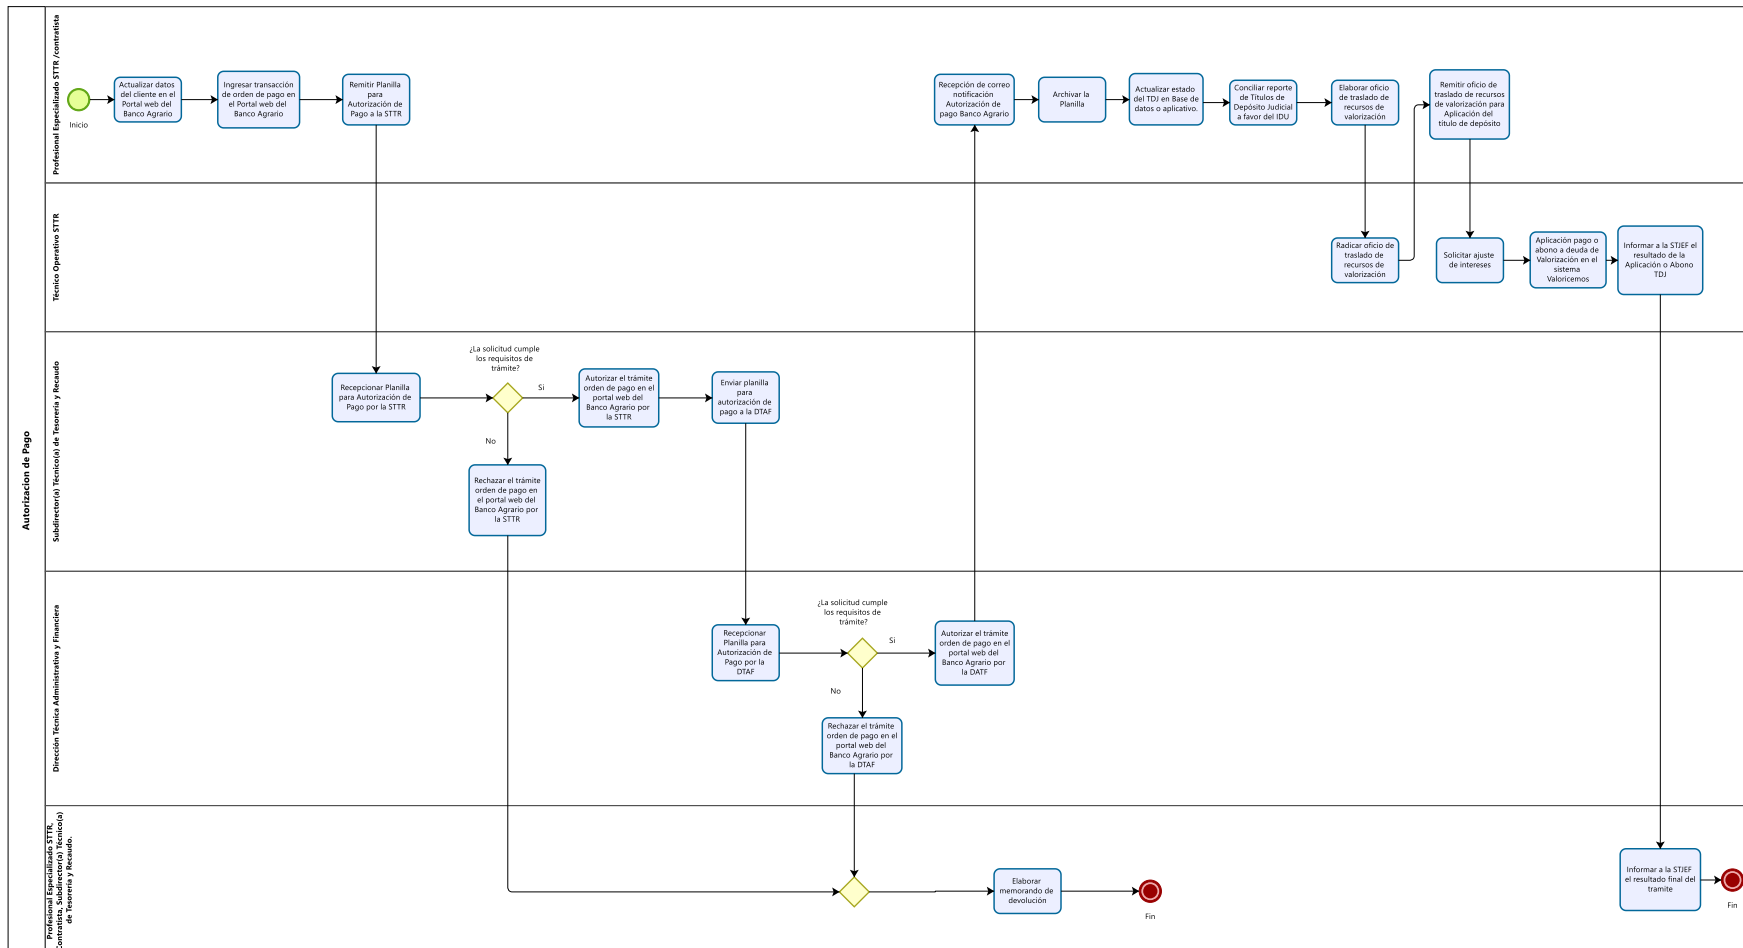 Autorizacion de Pago
Profesional Especializado STTR /contratista
Inicio
Actualizar datos
del cliente en el
Portal web del
Banco Agrario
Ingresar transacción
de orden de pago en
el Portal web del
Banco Agrario
Remitir Planilla
para
Autorización de
Pago a la STTR
Recepción de correo
notificación
Autorización de
pago Banco Agrario
Archivar la
Planilla
Actualizar estado
del TDJ en Base de
datos o aplicativo.
Conciliar reporte
de Títulos de
Depósito Judicial
a favor del IDU
Elaborar oficio
de traslado de
recursos de
valorización
Remitir oficio de
traslado de recursos
de valorización para
Aplicación del
título de depósito
Técnico Operativo STTR
Radicar oficio de
traslado de
recursos de
valorización
Solicitar ajuste
de intereses
Aplicación pago o
abono a deuda de
Valorización en el
sistema
Valoricemos
Informar a la STJEF el
resultado de la
Aplicación o Abono
TDJ
Subdirector(a) Técnico(a) de Tesorería y Recaudo
Recepcionar Planilla
para Autorización de
Pago por la STTR
¿La solicitud cumple
los requisitos de
trámite?
Si
No
Autorizar el trámite
orden de pago en el
portal web del
Banco Agrario por
la STTR
Enviar planilla
para
autorización de
pago a la DTAF
Rechazar el trámite
orden de pago en
el portal web del
Banco Agrario por
la STTR
Dirección Técnica Administrativa y Financiera
Recepcionar
Planilla para
Autorización de
Pago por la
DTAF
¿La solicitud cumple
los requisitos de
trámite?
Si
No
Autorizar el trámite
orden de pago en el
portal web del
Banco Agrario por
la DATF
Rechazar el trámite
orden de pago en el
portal web del
Banco Agrario por
la DTAF
Profesional Especializado STTR,
Contratista, Subdirector(a) Técnico(a)
de Tesorería y Recaudo.
Elaborar
memorando de
devolución
Fin
Informar a la STJEF
el resultado final del
tramite
Fin